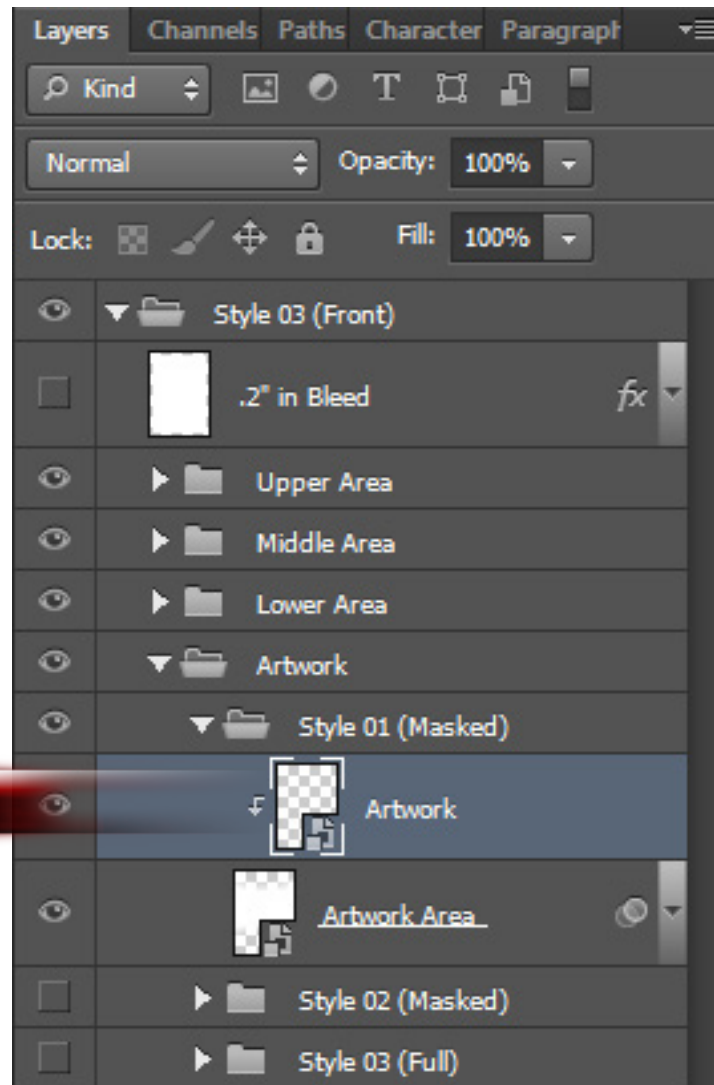 Layers Channels Paths Character Paragraph
Kind T
Normal Opacity: 100%
Lock: Fill: 100%
Style 03 (Front)
.2" in Bleed fx
Upper Area
Middle Area
Lower Area
Artwork
Style 01 (Masked)
Artwork
Artwork Area
Style 02 (Masked)
Style 03 (Full)